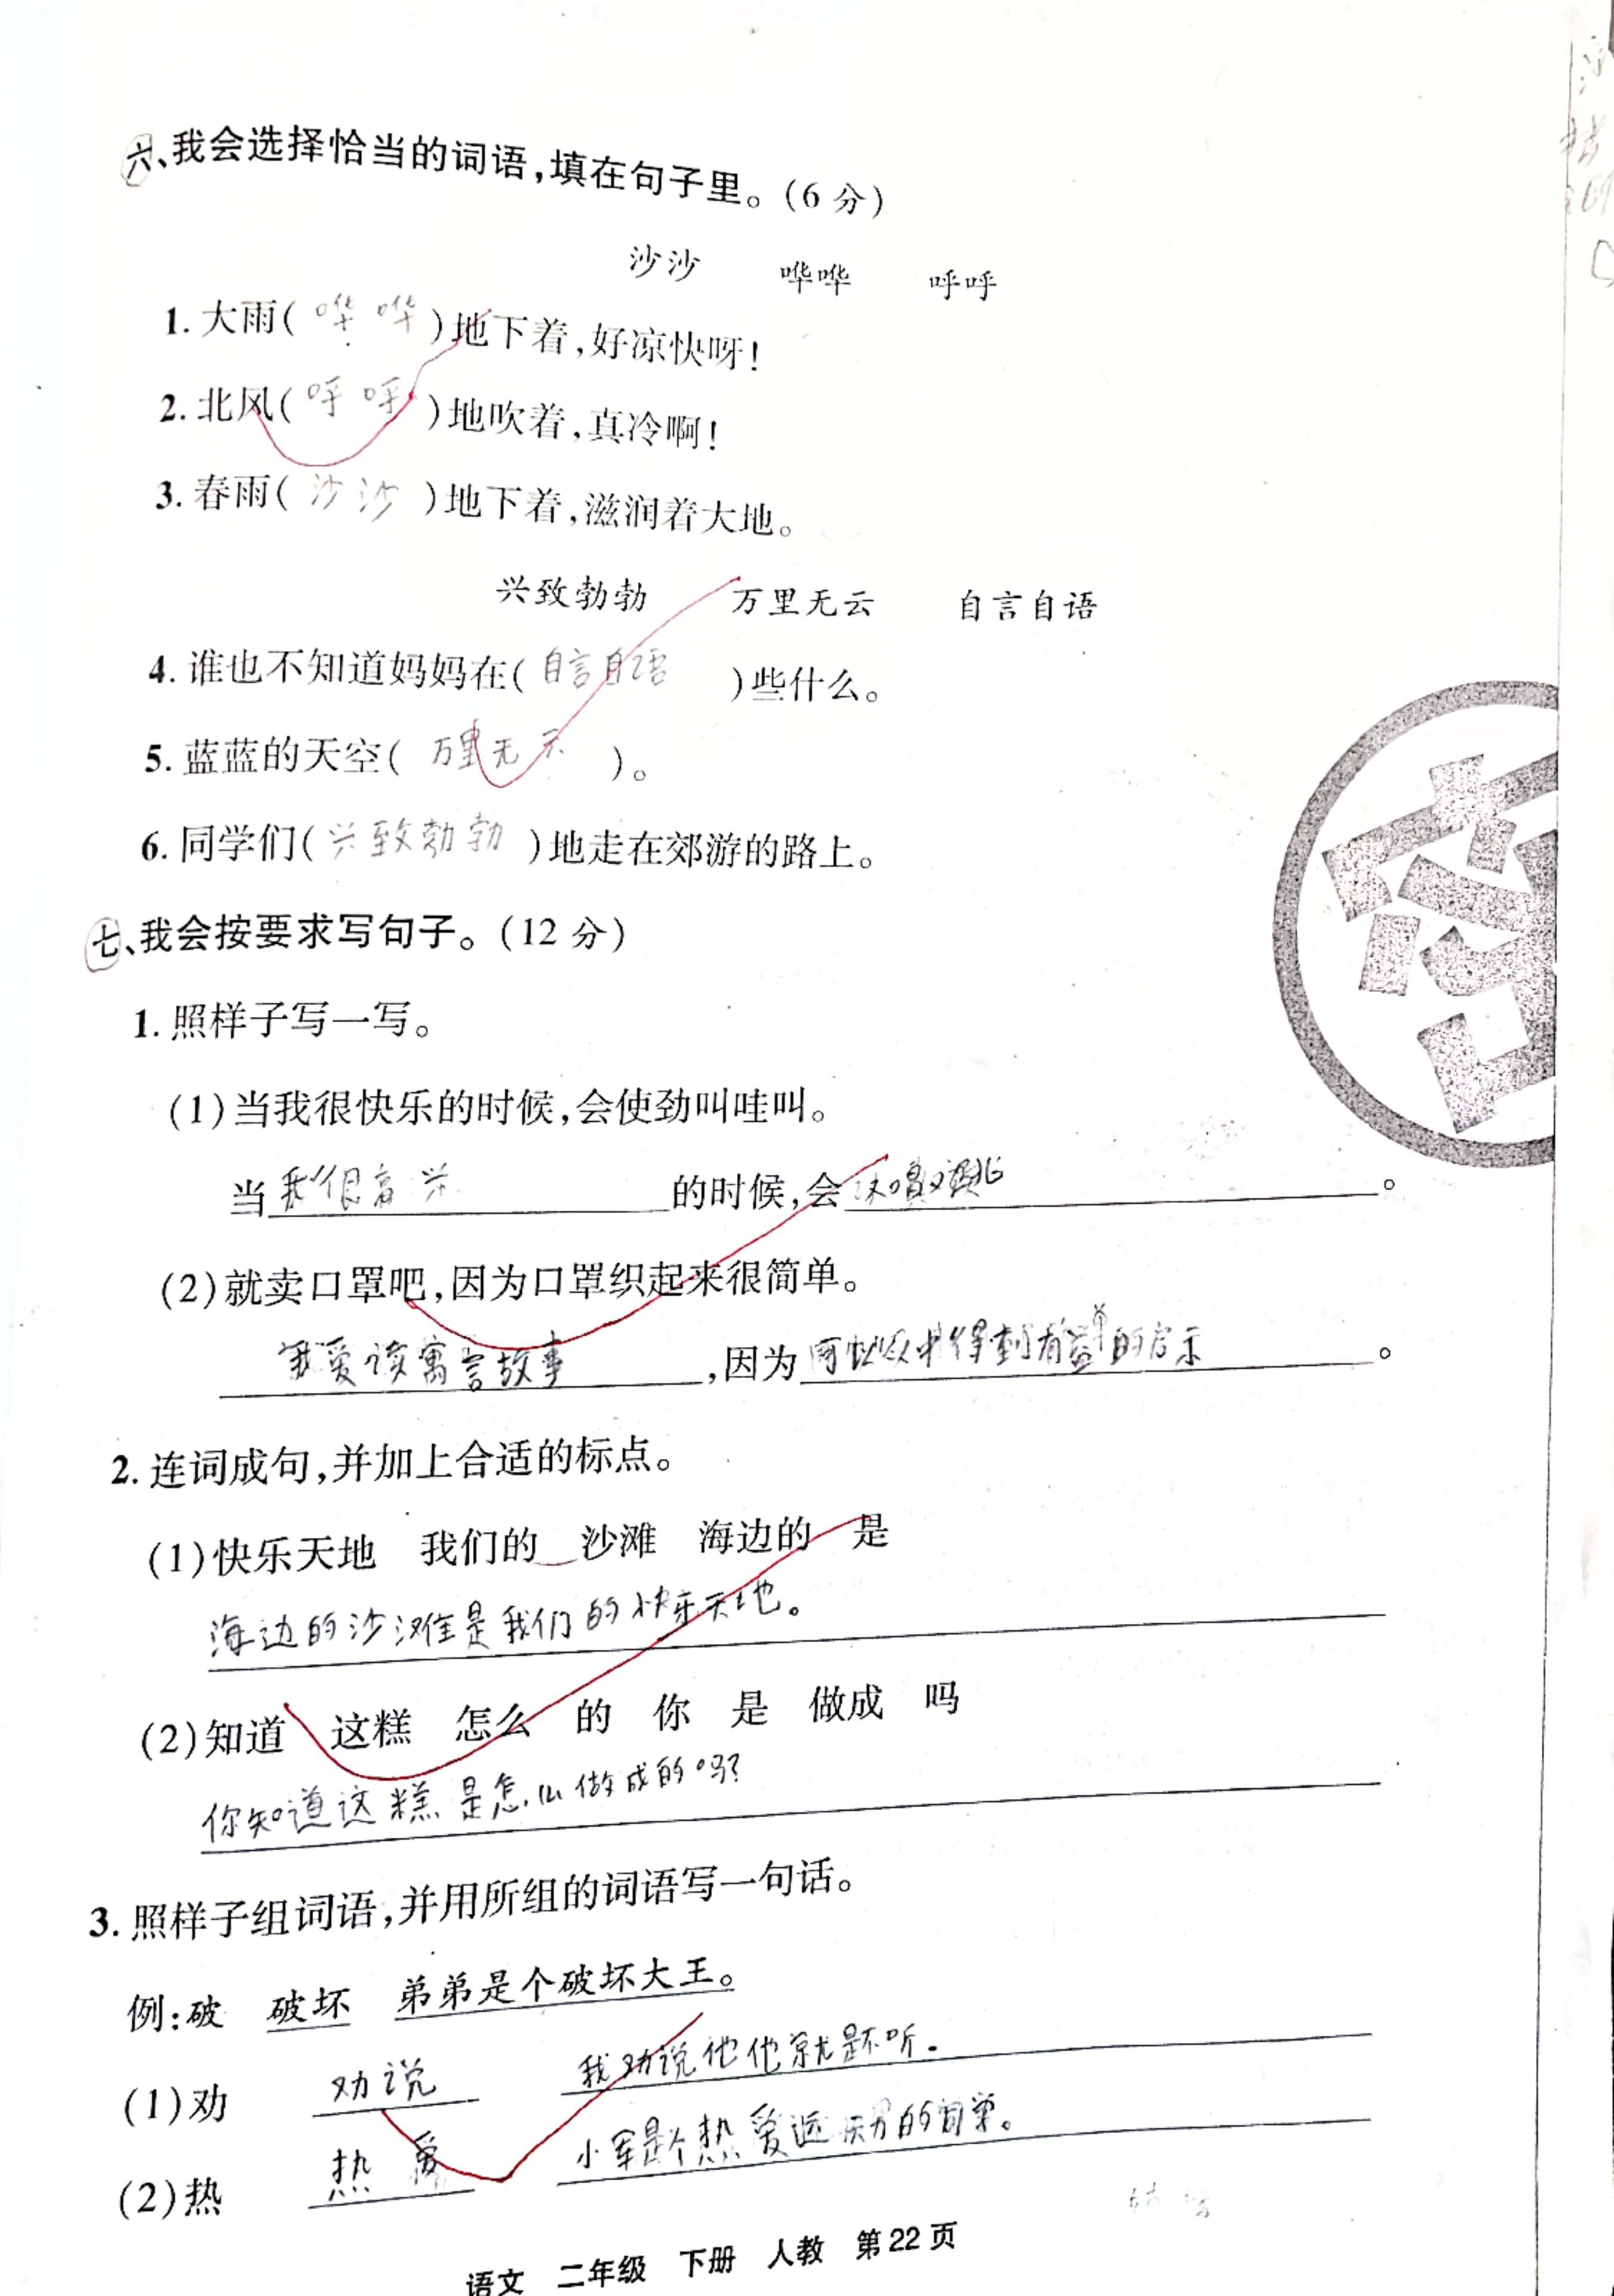 六、我会选择恰当的词语,填在句子里。(6分)
沙沙 哗哗 呼呼
1. 大雨(哗哗)地下着,好凉快呀!
2. 北风(呼呼)地吹着,真冷啊!
3. 春雨(沙沙)地下着,滋润着大地。
兴致勃勃 万里无云 自言自语
4. 谁也不知道妈妈在(自言自语)些什么。
5. 蓝蓝的天空(万里无云)。
6. 同学们(兴致勃勃)地走在郊游的路上。
七、我会按要求写句子。(12分)
1. 照样子写一写。
(1)当我很快乐的时候,会使劲叫哇叫。
当我很高兴的时候,会。
(2)就卖口罩吧,因为口罩织起来很简单。
我爱读寓言故事,因为可以从中得到有益的启示。
2. 连词成句,并加上合适的标点。
(1)快乐天地 我们的 沙滩 海边的 是
海边的沙滩是我们的快乐天地。
(2)知道 这糕 怎么 的 你 是 做成 吗
你知道这糕是怎么做成的吗?
3. 照样子组词语,并用所组的词语写一句话。
例:破 破坏 弟弟是个破坏大王。
(1)劝 劝说 我劝说他他就是不听.
(2)热 热爱 小军是个热爱运动的。
语文 二年级 下册 人教 第22页